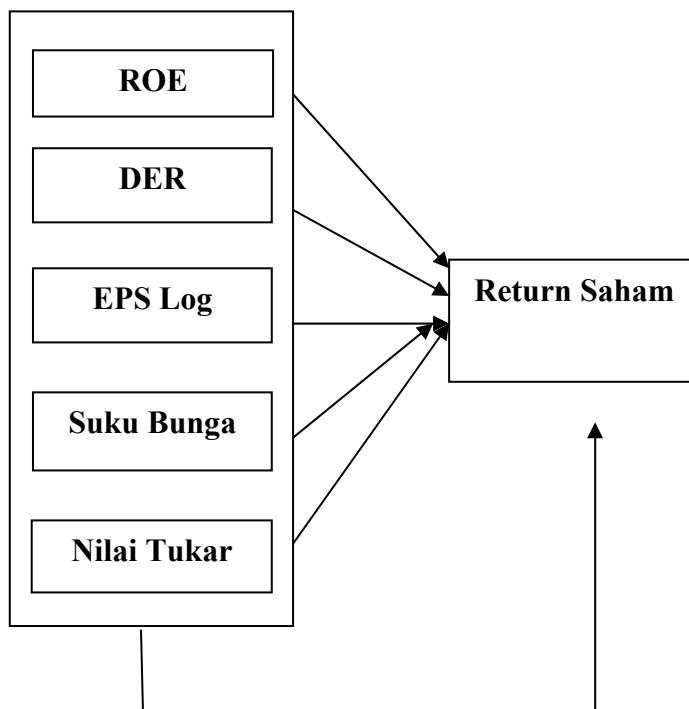 ROE
DER
EPS Log
Return Saham
Suku Bunga
Nilai Tukar